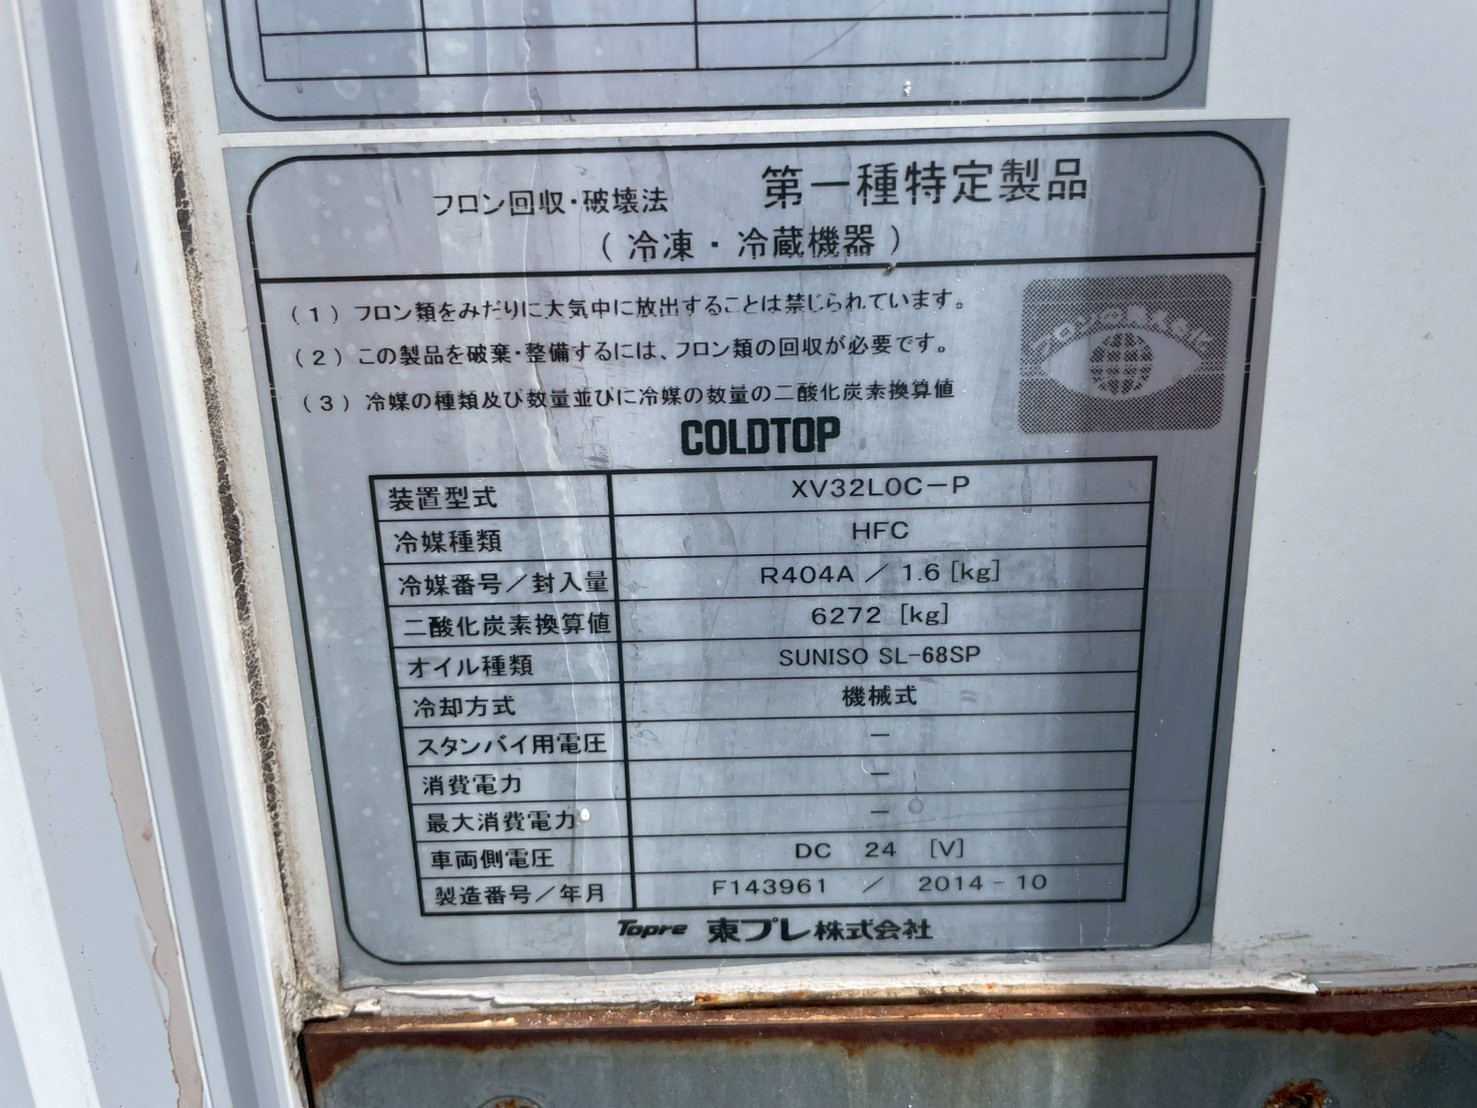 フロン回収・破壊法 第一種特定製品
(冷凍・冷蔵機器)
(1)フロン類をみだりに大気中に放出することは禁じられています。
(2)この製品を破棄・整備するには、フロン類の回収が必要です。
(3)冷媒の種類及び数量並びに冷媒の数量の二酸化炭素換算値
フロンの見えるに
COLDTOP
装置型式 XV32L0C-P
冷媒種類 HFC
冷媒番号/封入量 R404A / 1.6 [kg]
二酸化炭素換算値 6272 [kg]
オイル種類 SUNISO SL-68SP
冷却方式 機械式
スタンバイ用電圧 -
消費電力 -
最大消費電力 -
車両側電圧 DC 24 [V]
製造番号/年月 F143961 / 2014-10
Topre 東プレ株式会社